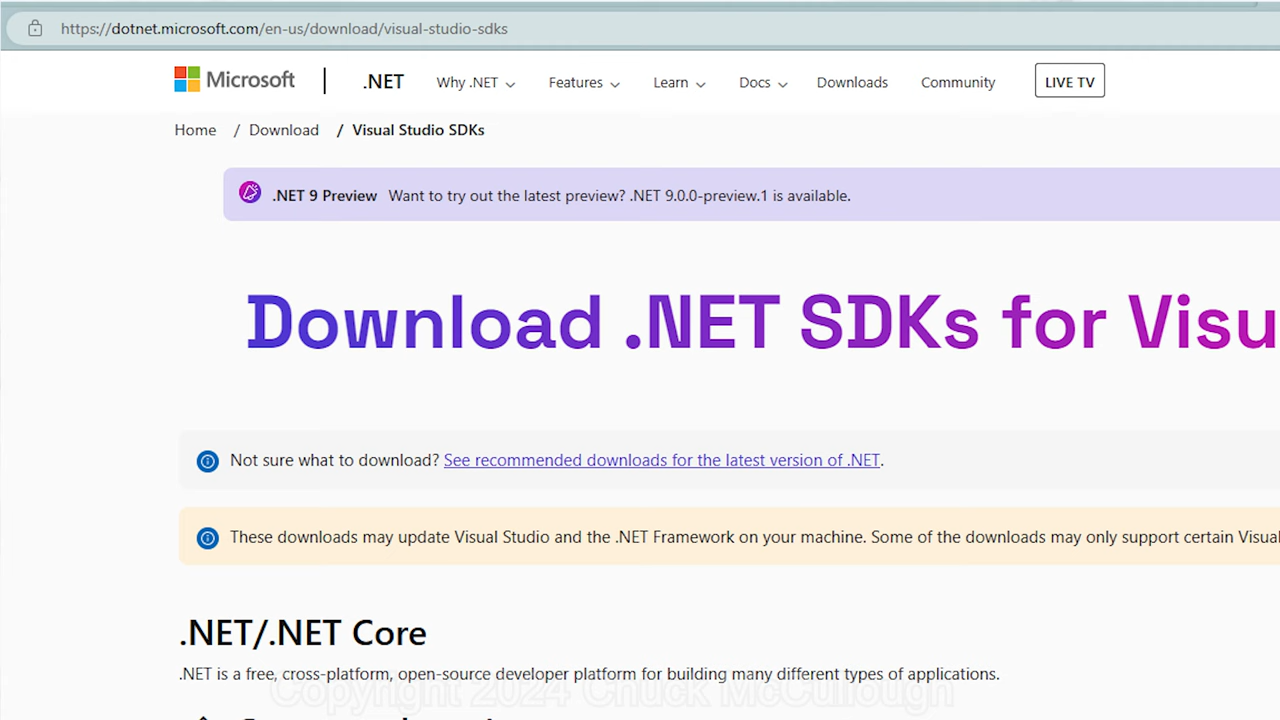 https://dotnet.microsoft.com/en-us/download/visual-studio-sdks
Microsoft .NET Why .NET Features Learn Docs Downloads Community LIVE TV
Home / Download / Visual Studio SDKs
.NET 9 Preview Want to try out the latest preview? .NET 9.0.0-preview.1 is available.
Download .NET SDKs for Visu
Not sure what to download? See recommended downloads for the latest version of .NET.
These downloads may update Visual Studio and the .NET Framework on your machine. Some of the downloads may only support certain Visual
.NET/.NET Core
.NET is a free, cross-platform, open-source developer platform for building many different types of applications.
Copyright 2024 Chuck McCullough